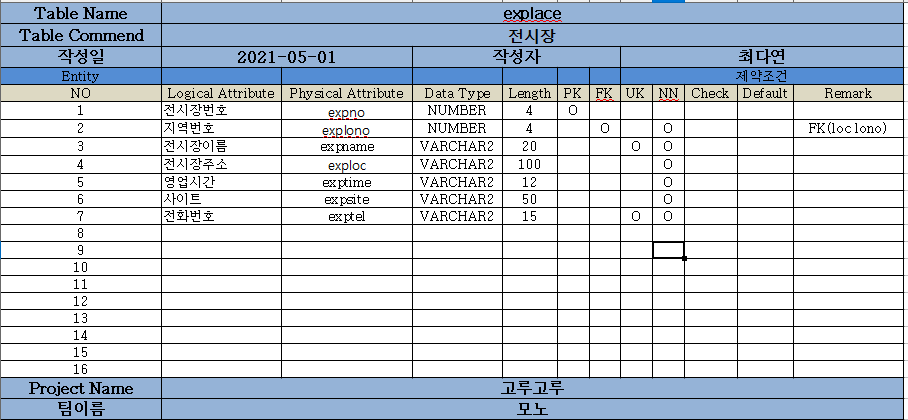 Table Name explace
Table Commend 전시장
작성일 2021-05-01 작성자 최다연
Entity 제약조건
NO Logical Attribute Physical Attribute Data Type Length PK FK UK NN Check Default Remark
1 전시장번호 expno NUMBER 4 O
2 지역번호 explono NUMBER 4 O O FK(loc lono)
3 전시장이름 expname VARCHAR2 20 O O
4 전시장주소 exploc VARCHAR2 100 O
5 영업시간 exptime VARCHAR2 12 O
6 사이트 expsite VARCHAR2 50 O
7 전화번호 exptel VARCHAR2 15 O O
8
9
10
11
12
13
14
15
16
Project Name 고루고루
팀이름 모노